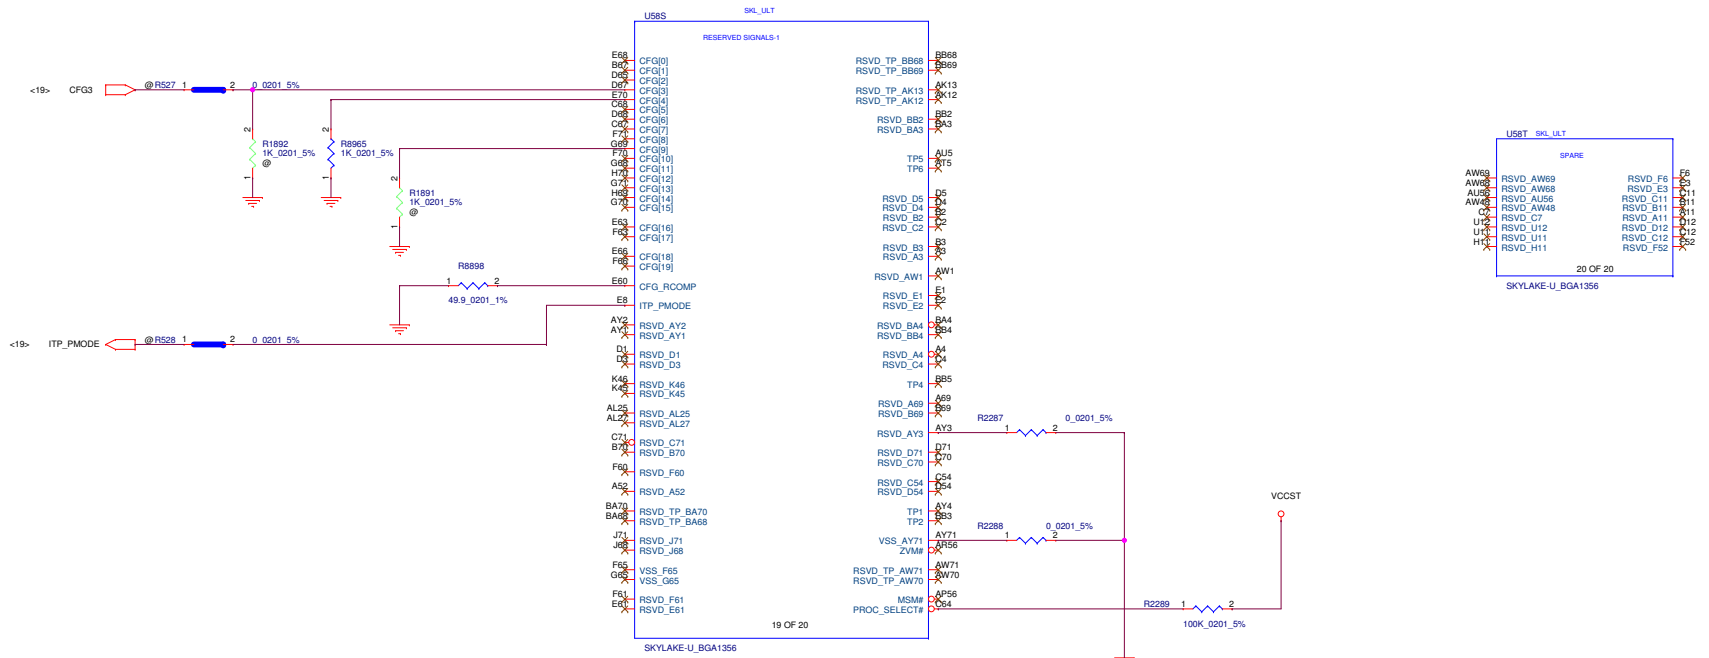 U58S
SKL_ULT
RESERVED SIGNALS-1
<19> CFG3
@ R527 1 2 0_0201_5%
R1892
1K_0201_5%
@
2
1
R8965
1K_0201_5%
2
1
R1891
1K_0201_5%
@
2
1
R8898
1 2
49.9_0201_1%
<19> ITP_PMODE
@ R528 1 2 0_0201_5%
E68 CFG[0]
B67 CFG[1]
D65 CFG[2]
D67 CFG[3]
E70 CFG[4]
C68 CFG[5]
D68 CFG[6]
C67 CFG[7]
F71 CFG[8]
G69 CFG[9]
F70 CFG[10]
G68 CFG[11]
H70 CFG[12]
G71 CFG[13]
H69 CFG[14]
G70 CFG[15]
E63 CFG[16]
F63 CFG[17]
E66 CFG[18]
F66 CFG[19]
E60 CFG_RCOMP
E8 ITP_PMODE
AY2 RSVD_AY2
AY1 RSVD_AY1
D1 RSVD_D1
D3 RSVD_D3
K46 RSVD_K46
K45 RSVD_K45
AL25 RSVD_AL25
AL27 RSVD_AL27
C71 RSVD_C71
B70 RSVD_B70
F60 RSVD_F60
A52 RSVD_A52
BA70 RSVD_TP_BA70
BA68 RSVD_TP_BA68
J71 RSVD_J71
J68 RSVD_J68
F65 VSS_F65
G65 VSS_G65
F61 RSVD_F61
E61 RSVD_E61
RSVD_TP_BB68 BB68
RSVD_TP_BB69 BB69
RSVD_TP_AK13 AK13
RSVD_TP_AK12 AK12
RSVD_BB2 BB2
RSVD_BA3 BA3
TP5 AU5
TP6 AT5
RSVD_D5 D5
RSVD_D4 D4
RSVD_B2 B2
RSVD_C2 C2
RSVD_B3 B3
RSVD_A3 A3
RSVD_AW1 AW1
RSVD_E1 E1
RSVD_E2 E2
RSVD_BA4 BA4
RSVD_BB4 BB4
RSVD_A4 A4
RSVD_C4 C4
TP4 BB5
RSVD_A69 A69
RSVD_B69 B69
RSVD_AY3 AY3
RSVD_D71 D71
RSVD_C70 C70
RSVD_C54 C54
RSVD_D54 D54
TP1 AY4
TP2 BB3
VSS_AY71 AY71
ZVM# AR56
RSVD_TP_AW71 AW71
RSVD_TP_AW70 AW70
MSM# AP56
PROC_SELECT# C64
19 OF 20
SKYLAKE-U_BGA1356
R2287 1 2 0_0201_5%
R2288 1 2 0_0201_5%
VCCST
R2289 1 2
100K_0201_5%
U58T SKL_ULT
SPARE
AW69 RSVD_AW69 RSVD_F6 F6
AW68 RSVD_AW68 RSVD_E3 E3
AU56 RSVD_AU56 RSVD_C11 C11
AW48 RSVD_AW48 RSVD_B11 B11
C7 RSVD_C7 RSVD_A11 A11
U12 RSVD_U12 RSVD_D12 D12
U11 RSVD_U11 RSVD_C12 C12
H11 RSVD_H11 RSVD_F52 F52
20 OF 20
SKYLAKE-U_BGA1356